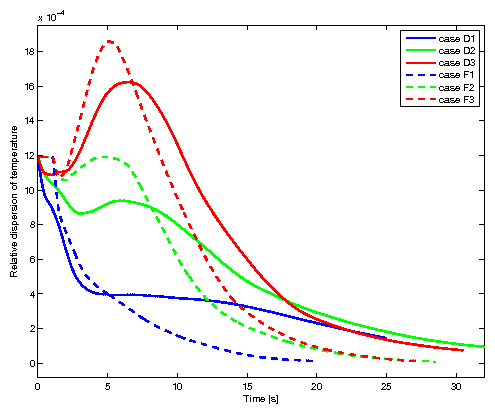 x 10⁻⁴
18
16
14
12
10
8
6
4
2
0
Relative dispersion of temperature
0 5 10 15 20 25 30
Time [s]
case D1
case D2
case D3
case F1
case F2
case F3